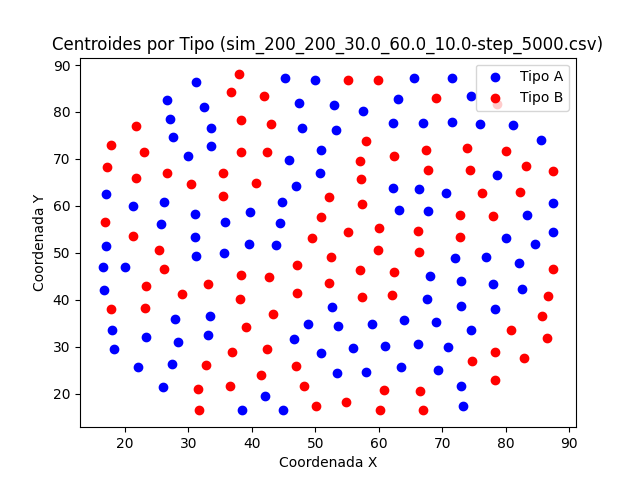 Centroides por Tipo (sim_200_200_30.0_60.0_10.0-step_5000.csv)
Tipo A
Tipo B
90
80
70
60
50
40
30
20
Coordenada Y
20 30 40 50 60 70 80 90
Coordenada X